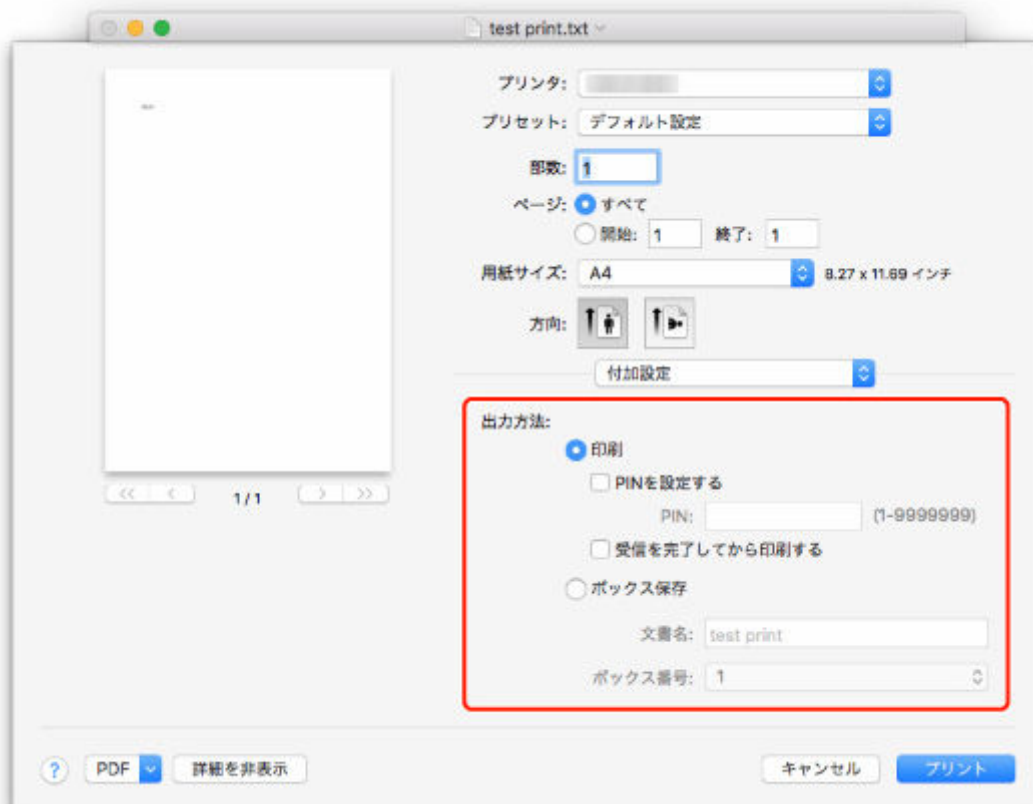 test print.txt
プリンタ:
プリセット: デフォルト設定
部数: 1
ページ: すべて
開始: 1 終了: 1
用紙サイズ: A4 8.27 x 11.69 インチ
方向:
付加設定
出力方法:
印刷
PINを設定する
PIN: (1-9999999)
受信を完了してから印刷する
ボックス保存
文書名: test print
ボックス番号: 1
1 / 1
? PDF 詳細を非表示 キャンセル プリント